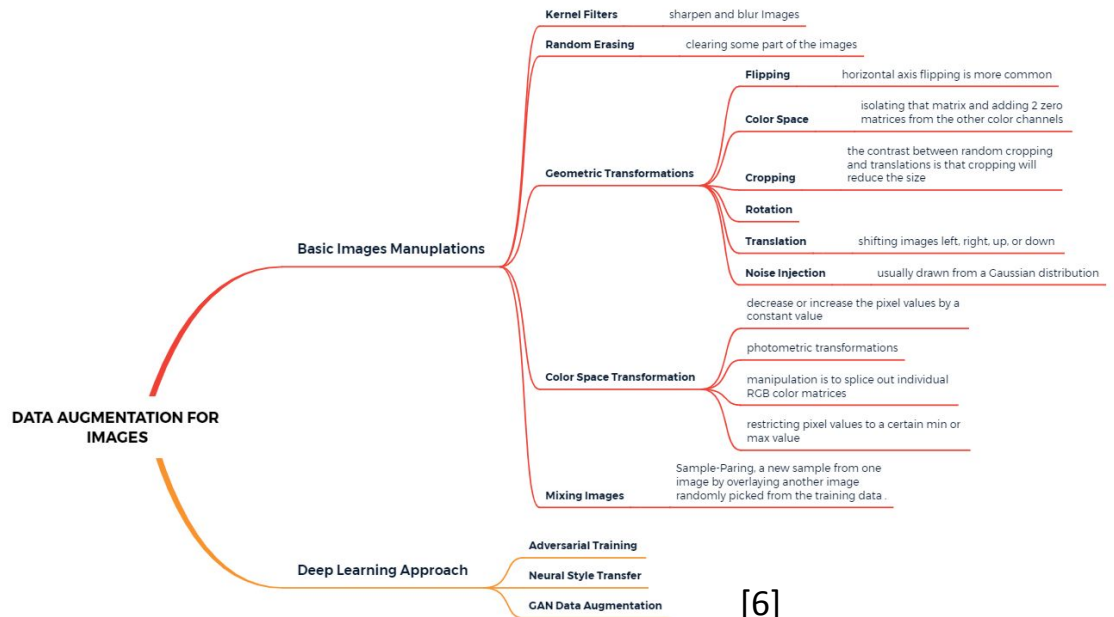 Kernel Filters sharpen and blur Images
Random Erasing clearing some part of the images
Flipping horizontal axis flipping is more common
isolating that matrix and adding 2 zero
Color Space matrices from the other color channels
the contrast between random cropping
and translations is that cropping will
Cropping reduce the size
Geometric Transformations
Rotation
Translation shifting images left, right, up, or down
Basic Images Manuplations
Noise Injection usually drawn from a Gaussian distribution
decrease or increase the pixel values by a
constant value
photometric transformations
Color Space Transformation
manipulation is to splice out individual
RGB color matrices
DATA AUGMENTATION FOR
IMAGES
restricting pixel values to a certain min or
max value
Sample-Paring, a new sample from one
image by overlaying another image
Mixing Images randomly picked from the training data .
Adversarial Training
Deep Learning Approach
Neural Style Transfer
GAN Data Augmentation
[6]